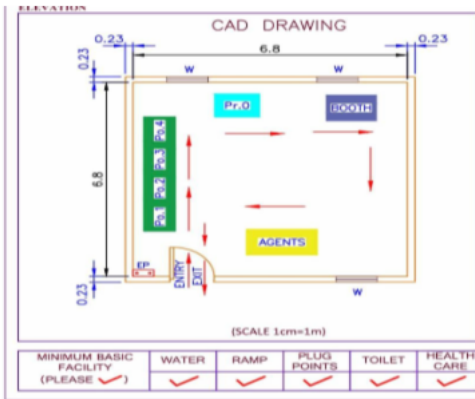 ELEVATION
CAD DRAWING
0.23
0.23
6.8
0.23
W
W
Pr.O
BOOTH
Po.4
Po.3
Po.2
Po.1
6.8
AGENTS
EP
ENTRY
EXIT
0.23
W
(SCALE 1cm=1m)
MINIMUM BASIC FACILITY (PLEASE ✓)
WATER
RAMP
PLUG POINTS
TOILET
HEALTH CARE